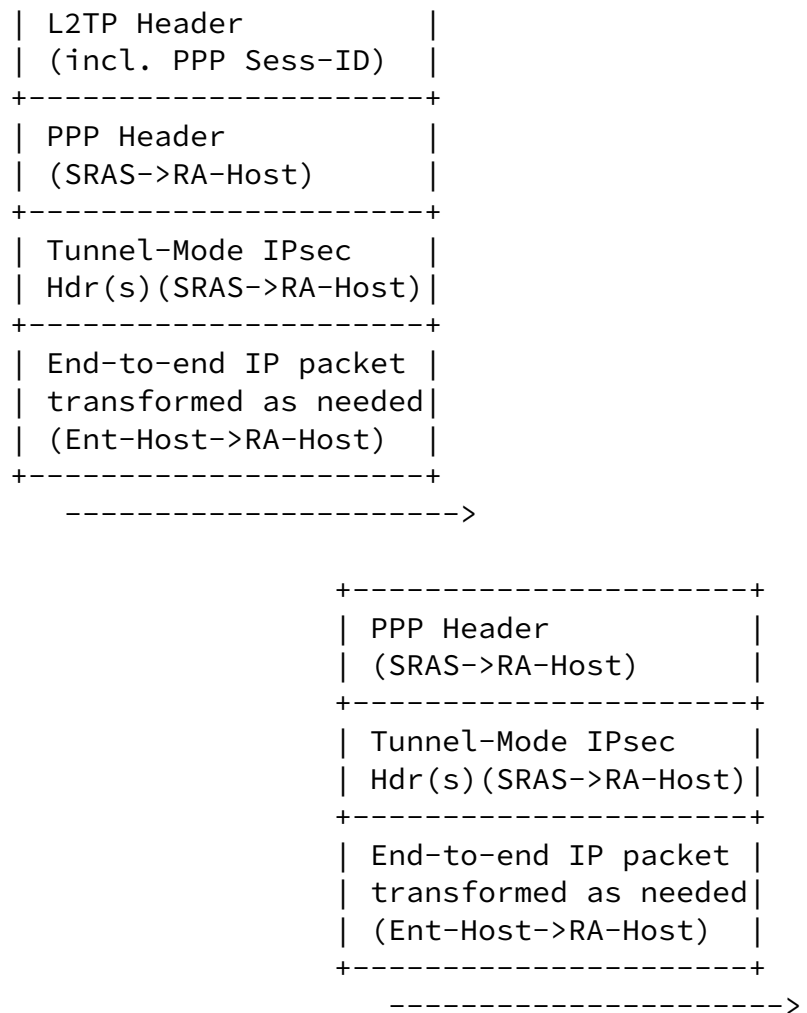 | L2TP Header          |
| (incl. PPP Sess-ID)  |
+----------------------+
| PPP Header           |
| (SRAS->RA-Host)      |
+----------------------+
| Tunnel-Mode IPsec    |
| Hdr(s)(SRAS->RA-Host)|
+----------------------+
| End-to-end IP packet |
| transformed as needed|
| (Ent-Host->RA-Host)  |
+----------------------+
   ---------------------->
                  +----------------------+
                  | PPP Header           |
                  | (SRAS->RA-Host)      |
                  +----------------------+
                  | Tunnel-Mode IPsec    |
                  | Hdr(s)(SRAS->RA-Host)|
                  +----------------------+
                  | End-to-end IP packet |
                  | transformed as needed|
                  | (Ent-Host->RA-Host)  |
                  +----------------------+
                     ---------------------->